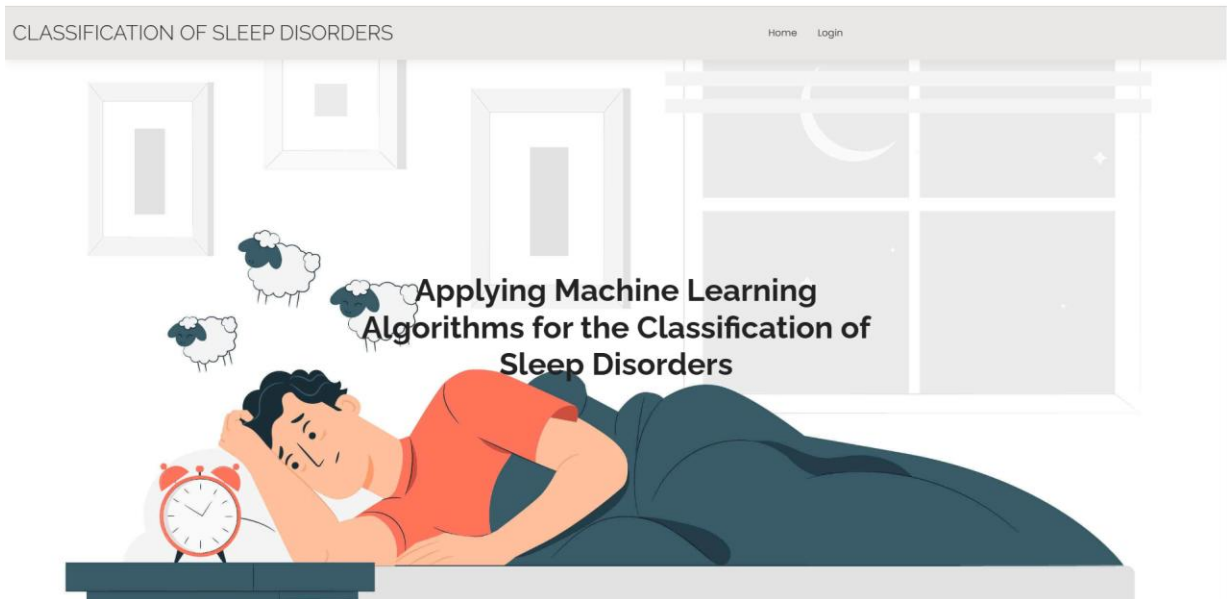 CLASSIFICATION OF SLEEP DISORDERS
Home Login
Applying Machine Learning
Algorithms for the Classification of
Sleep Disorders